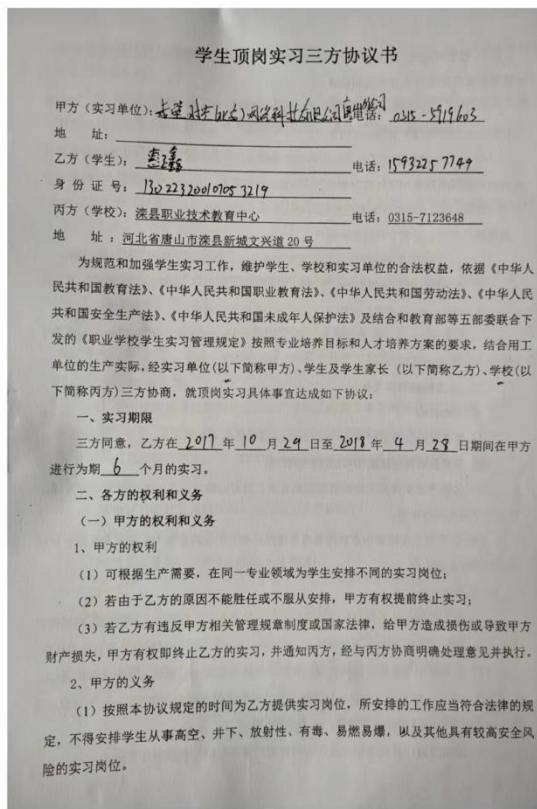 学生顶岗实习三方协议书
甲方(实习单位): 网络科技 公司 电话: 0315-5919603
地 址:
乙方(学生): 电话: 15932257749
身份证号: 130223200107053219
丙方(学校): 滦县职业技术教育中心 电话: 0315-7123648
地 址: 河北省唐山市滦县新城文兴道 20 号
为规范和加强学生实习工作,维护学生、学校和实习单位的合法权益,依据《中华人
民共和国教育法》、《中华人民共和国职业教育法》、《中华人民共和国劳动法》、《中华人民
共和国安全生产法》、《中华人民共和国未成年人保护法》及结合和教育部等五部委联合下
发的《职业学校学生实习管理规定》按照专业培养目标和人才培养方案的要求,结合用工
单位的生产实际,经实习单位(以下简称甲方)、学生及学生家长 (以下简称乙方)、学校(以
下简称丙方)三方协商,就顶岗实习具体事宜达成如下协议:
一、实习期限
三方同意,乙方在 2017 年 10 月 29 日至 2018 年 4 月 28 日期间在甲方
进行为期 6 个月的实习。
二、各方的权利和义务
(一)甲方的权利和义务
1、甲方的权利
(1)可根据生产需要,在同一专业领域为学生安排不同的实习岗位;
(2)若由于乙方的原因不能胜任或不服从安排,甲方有权提前终止实习;
(3)若乙方有违反甲方相关管理规章制度或国家法律,给甲方造成损伤或导致甲方
财产损失,甲方有权即终止乙方的实习,并通知丙方,经与丙方协商明确处理意见并执行。
2、甲方的义务
(1)按照本协议规定的时间为乙方提供实习岗位,所安排的工作应当符合法律的规
定,不得安排学生从事高空、井下、放射性、有毒、易燃易爆,以及其他具有较高安全风
险的实习岗位。